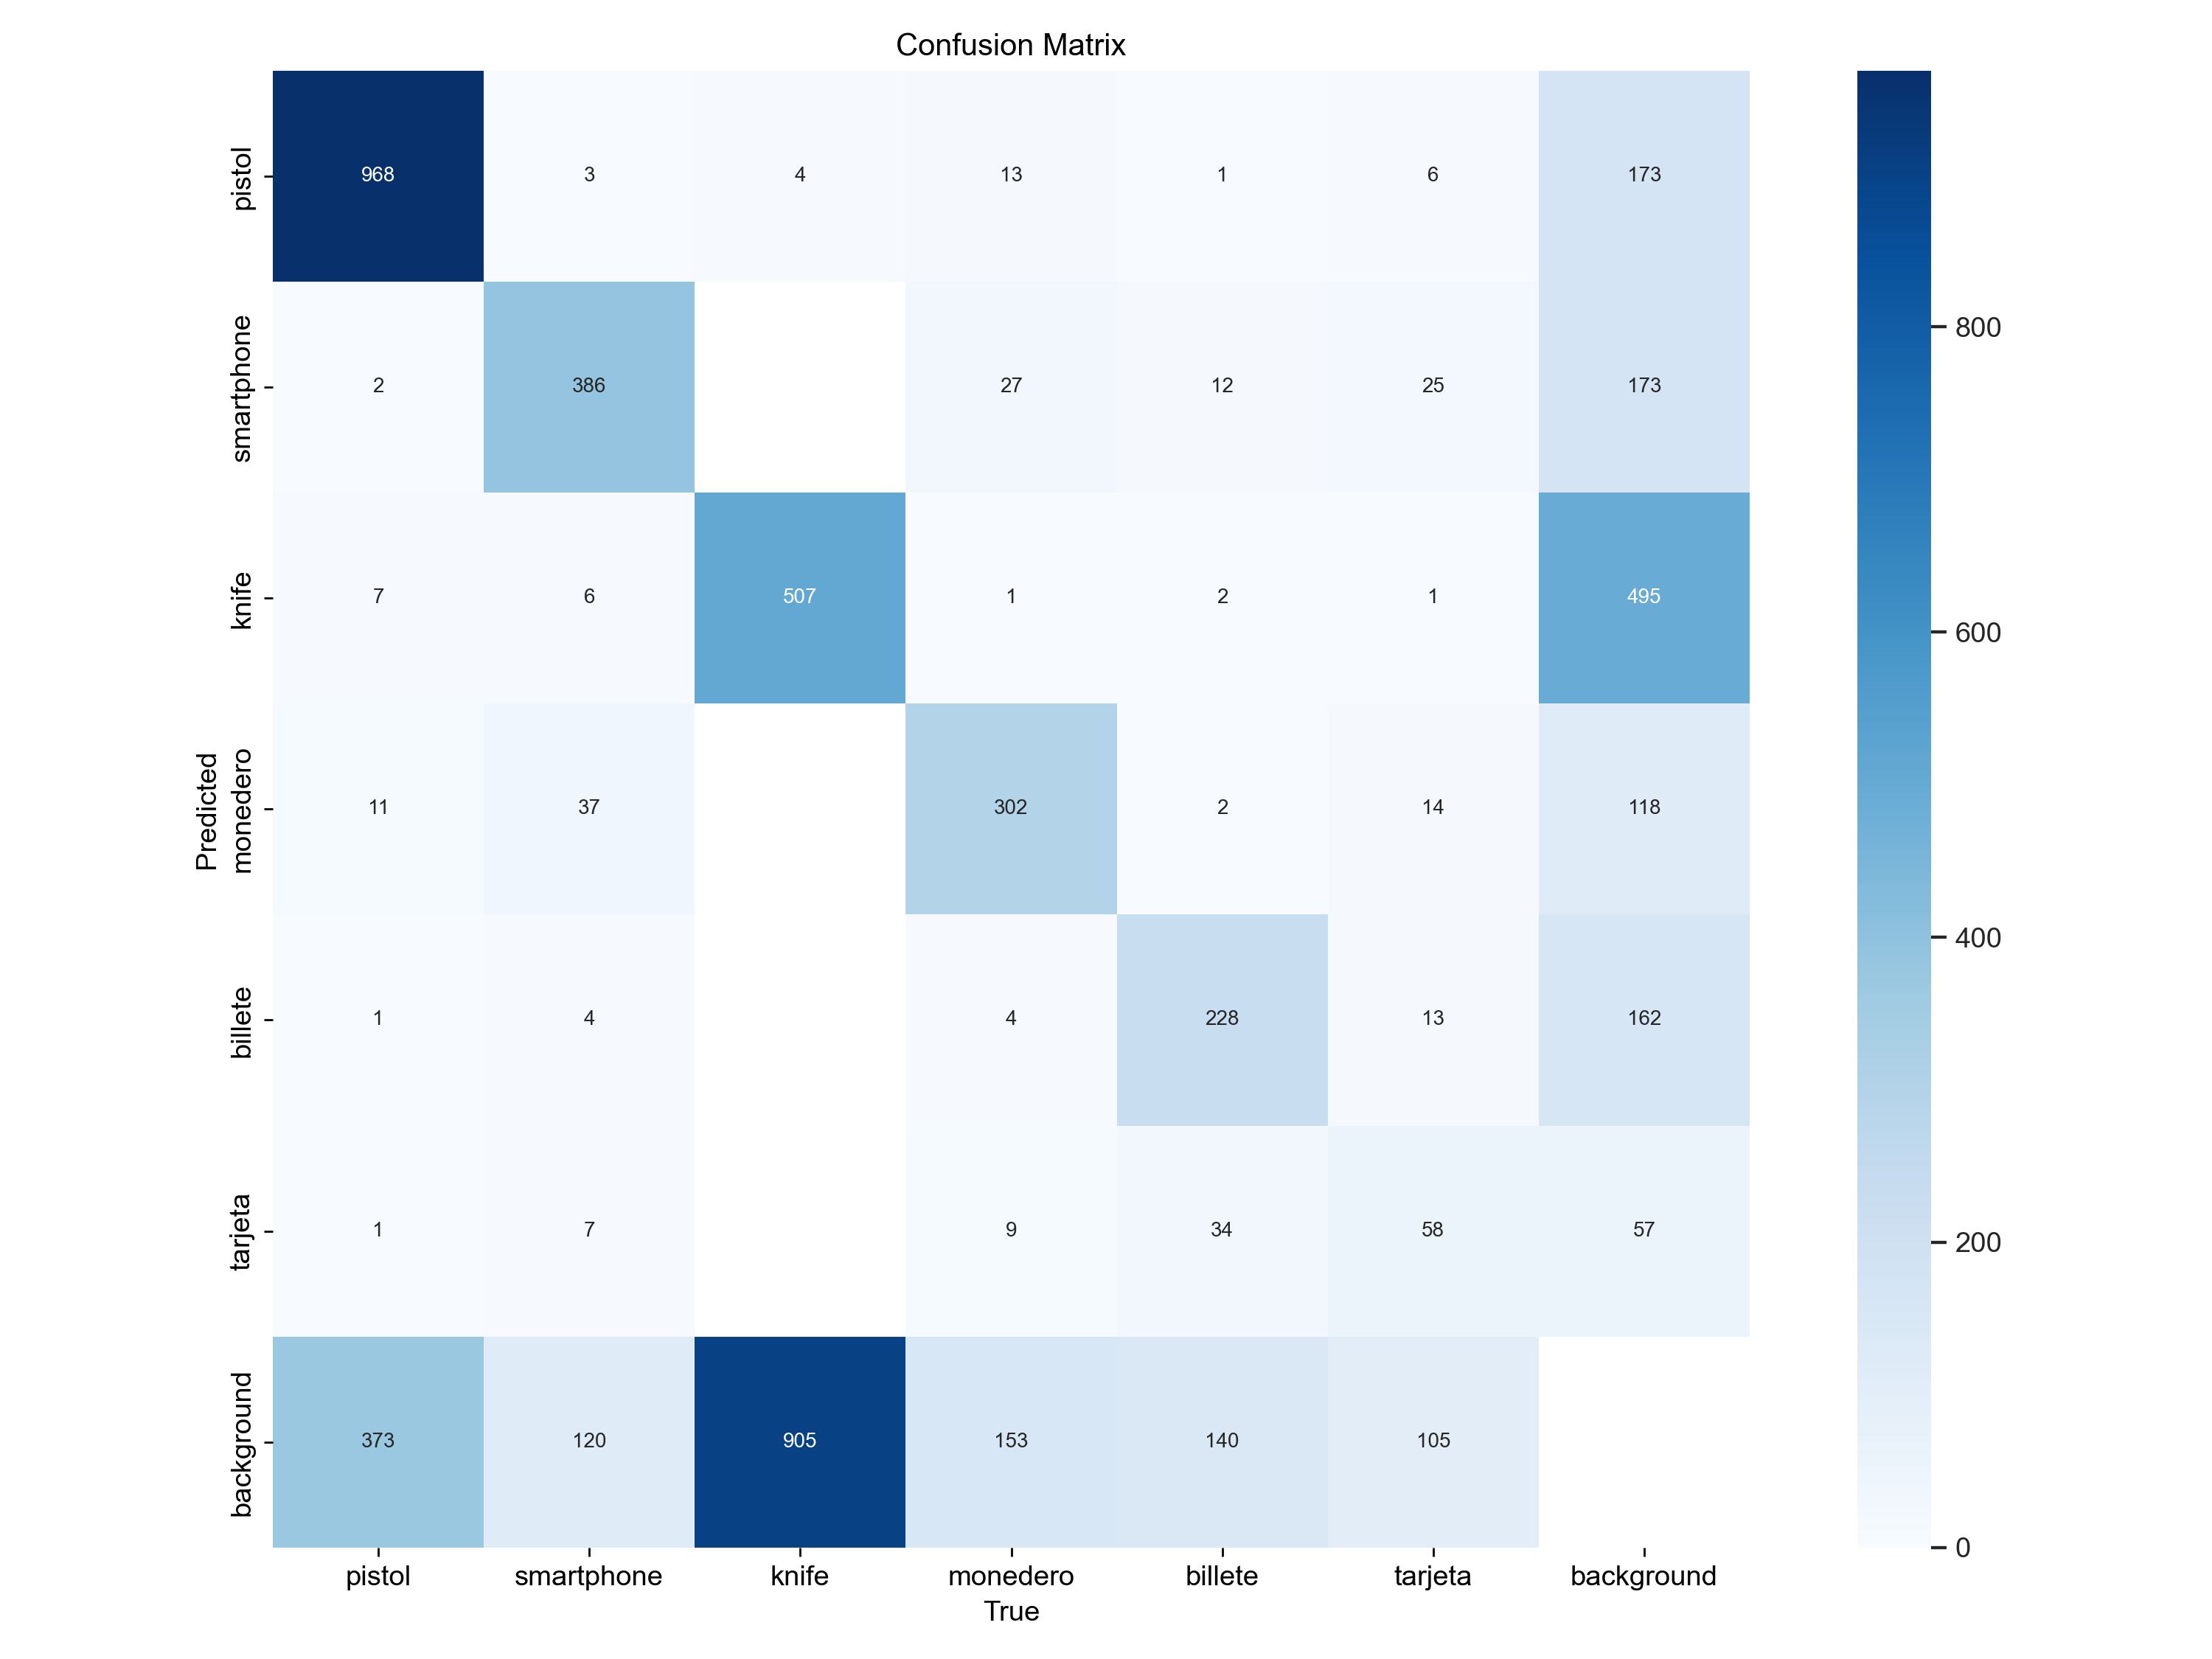 Confusion Matrix
pistol 968 3 4 13 1 6 173
smartphone 2 386 27 12 25 173
800
knife 7 6 507 1 2 1 495
600
Predicted
monedero 11 37 302 2 14 118
400
billete 1 4 4 228 13 162
tarjeta 1 7 9 34 58 57
200
background 373 120 905 153 140 105
0
pistol smartphone knife monedero billete tarjeta background
True